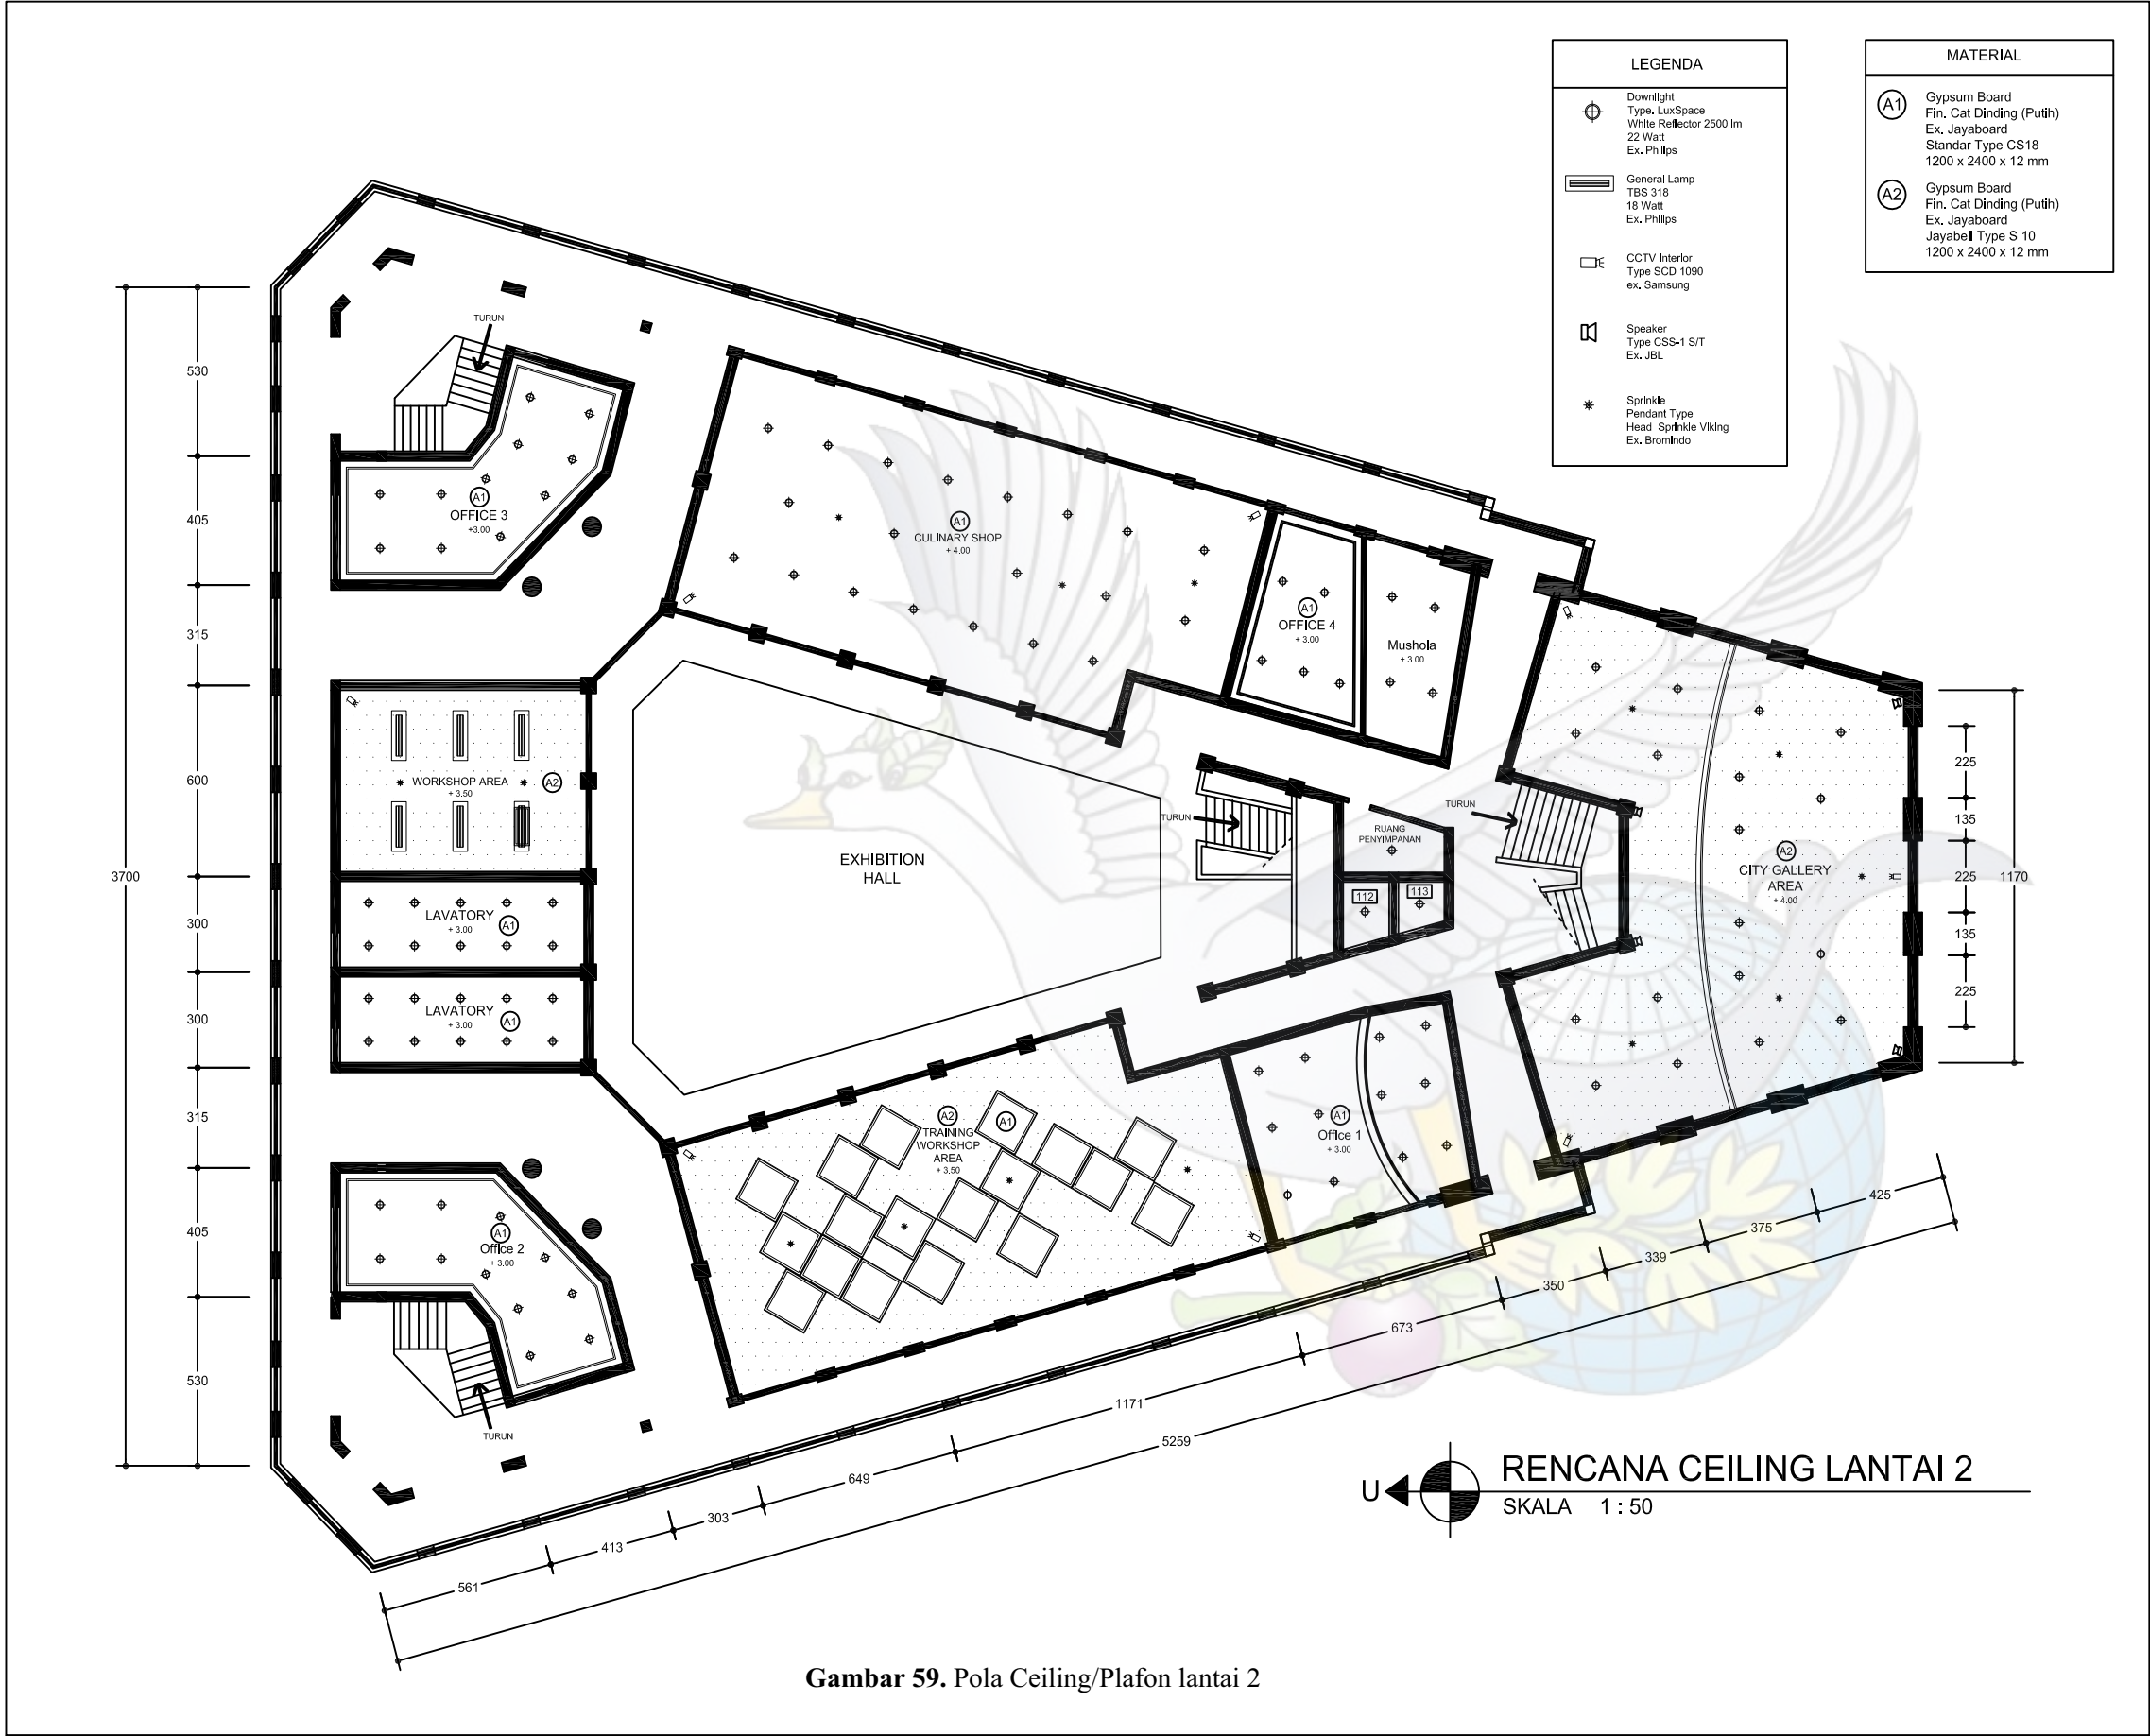 LEGENDA
Downlight
Type. LuxSpace
White Reflector 2500 lm
22 Watt
Ex. Phillps
General Lamp
TBS 318
18 Watt
Ex. Phillps
CCTV Interior
Type SCD 1090
ex. Samsung
Speaker
Type CSS-1 S/T
Ex. JBL
Sprinkle
Pendant Type
Head Sprinkle Viking
Ex. Bromindo
MATERIAL
A1
Gypsum Board
Fin. Cat Dinding (Putih)
Ex. Jayaboard
Standar Type CS18
1200 x 2400 x 12 mm
A2
Gypsum Board
Fin. Cat Dinding (Putih)
Ex. Jayaboard
Jayabell Type S 10
1200 x 2400 x 12 mm
3700
530
405
315
600
300
300
315
405
530
TURUN
A1
OFFICE 3
+3.00
A1
CULINARY SHOP
+ 4.00
A1
OFFICE 4
+ 3.00
Mushola
+ 3.00
WORKSHOP AREA
+ 3.50
A2
LAVATORY
+ 3.00
A1
LAVATORY
+ 3.00
A1
EXHIBITION
HALL
TURUN
RUANG
PENYIMPANAN
112
113
TURUN
A2
CITY GALLERY
AREA
+ 4.00
225
135
225
135
225
1170
A2
TRAINING
WORKSHOP
AREA
+ 3,50
A1
A1
Office 1
+ 3.00
A1
Office 2
+ 3.00
TURUN
561
413
303
649
1171
673
350
339
375
425
5259
U
RENCANA CEILING LANTAI 2
SKALA 1 : 50
Gambar 59. Pola Ceiling/Plafon lantai 2